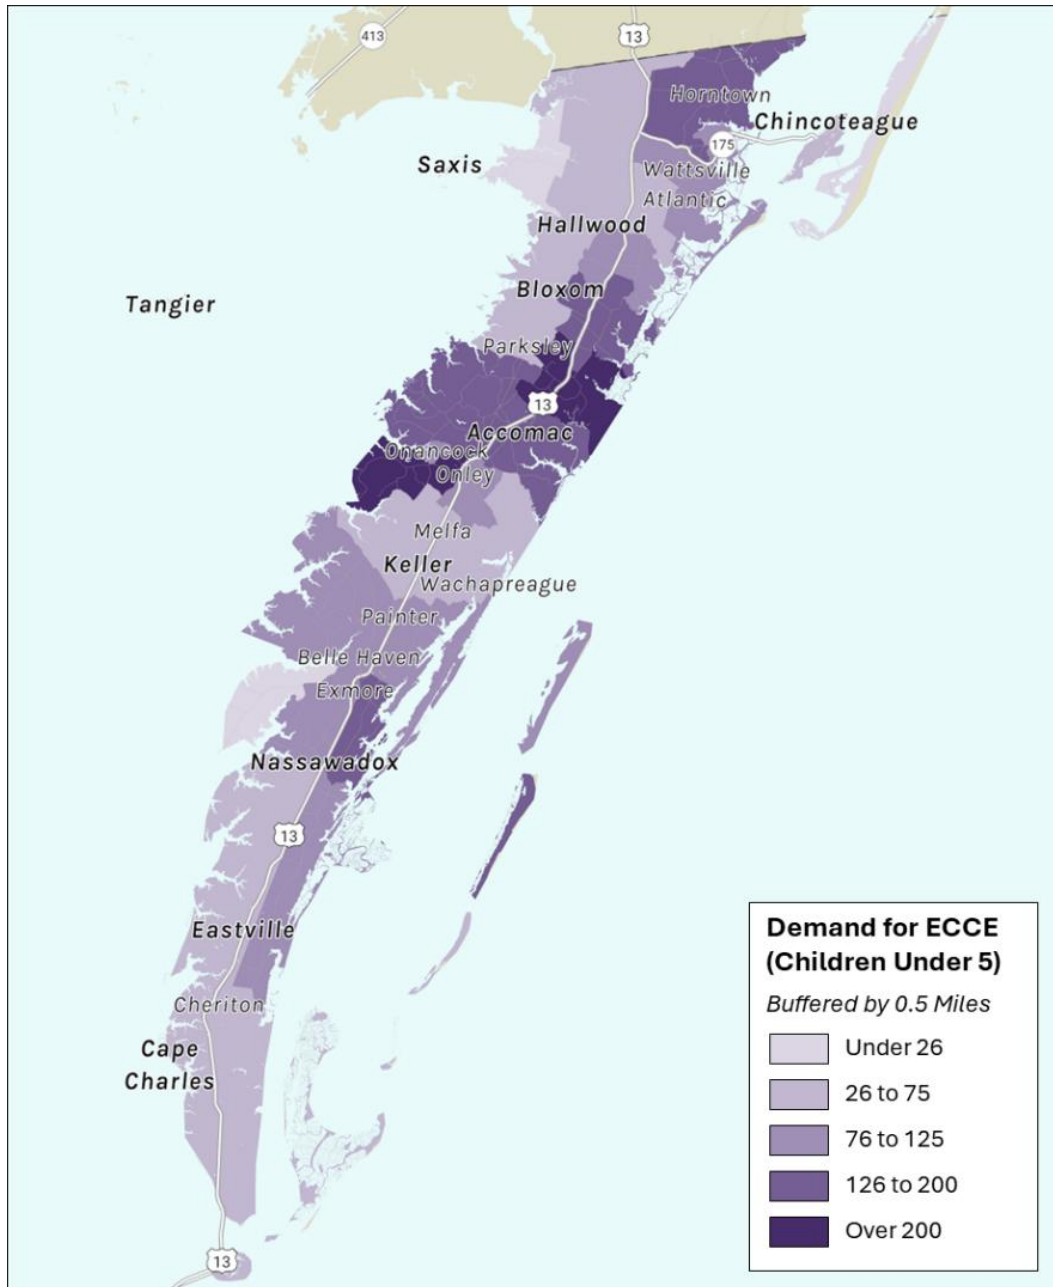 413
13
Horntown
Chincoteague
175
Saxis
Wattsville
Atlantic
Hallwood
Bloxom
Tangier
Parksley
13
Accomac
Onancock
Onley
Melfa
Keller
Wachapreague
Painter
Belle Haven
Exmore
Nassawadox
13
Eastville
Cheriton
Cape
Charles
13
Demand for ECCE
(Children Under 5)
Buffered by 0.5 Miles
Under 26
26 to 75
76 to 125
126 to 200
Over 200